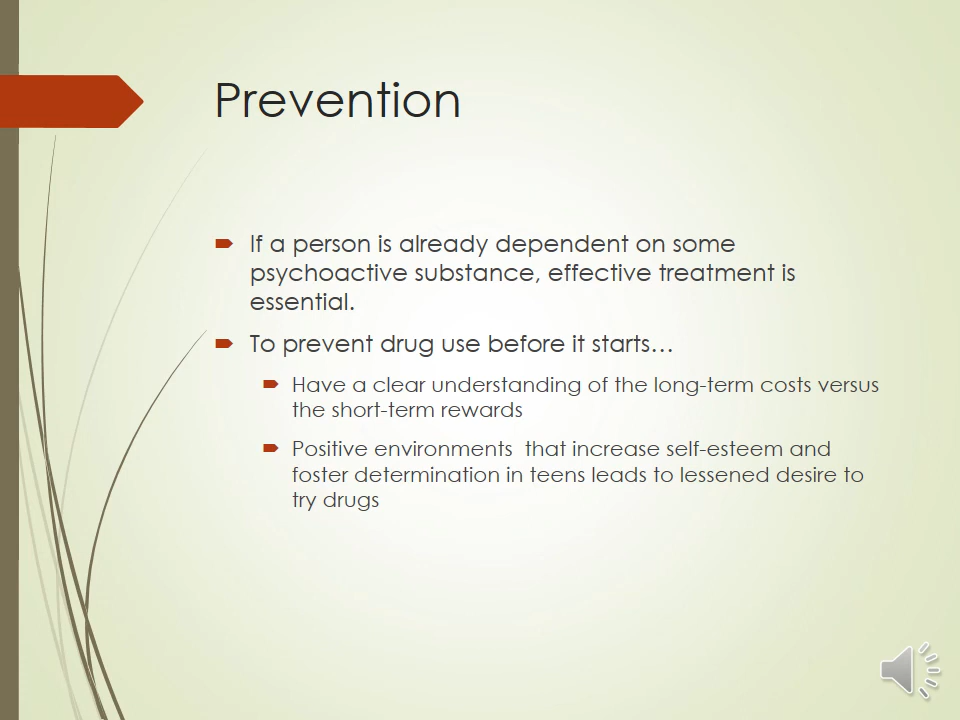 Prevention
If a person is already dependent on some
psychoactive substance, effective treatment is
essential.
To prevent drug use before it starts…
Have a clear understanding of the long-term costs versus
the short-term rewards
Positive environments  that increase self-esteem and
foster determination in teens leads to lessened desire to
try drugs